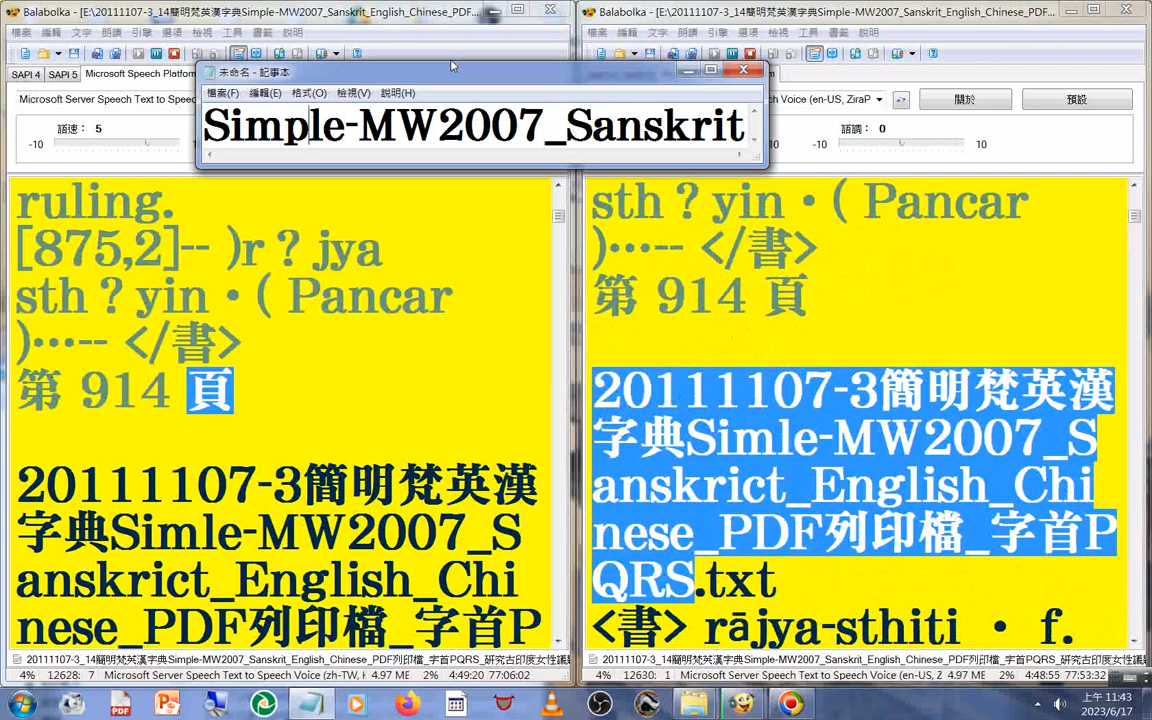 Balabolka - [E:\20111107-3_14簡明梵英漢字典Simple-MW2007_Sanskrit_English_Chinese_PDF...
檔案 編輯 文字 朗讀 引擎 選項 檢視 工具 書籤 說明
SAPI 4 SAPI 5 Microsoft Speech Platform
Microsoft Server Speech Text to Spee
語速： 5
-10
未命名 - 記事本
檔案(F) 編輯(E) 格式(O) 檢視(V) 說明(H)
Simple-MW2007_Sanskrit
ruling.
[875,2]-- )r？jya
sth？yin・( Pancar
)…-- </書>
第 914 頁
20111107-3簡明梵英漢
字典Simle-MW2007_S
anskrict_English_Chi
nese_PDF列印檔_字首P
20111107-3_14簡明梵英漢字典Simple-MW2007_Sanskrit_English_Chinese_PDF列印檔_字首PQRS_研究古印度女性議
4% 12628: 7 Microsoft Server Speech Text to Speech Voice (zh-TW, H 4.97 MB 2% 4:49:20 77:06:02
Balabolka - [E:\20111107-3_14簡明梵英漢字典Simple-MW2007_Sanskrit_English_Chinese_PDF...
檔案 編輯 文字 朗讀 引擎 選項 檢視 工具 書籤 說明
Voice (en-US, ZiraP 關於 預設
語調： 0
-10 10
sth？yin・( Pancar
)…-- </書>
第 914 頁
20111107-3簡明梵英漢
字典Simle-MW2007_S
anskrict_English_Chi
nese_PDF列印檔_字首P
QRS.txt
<書> rājya-sthiti ・ f.
20111107-3_14簡明梵英漢字典Simple-MW2007_Sanskrit_English_Chinese_PDF列印檔_字首PQRS_研究古印度女性議
4% 12630: 1 Microsoft Server Speech Text to Speech Voice (en-US, 4.97 MB 2% 4:48:55 77:53:32
上午 11:43
2023/6/17